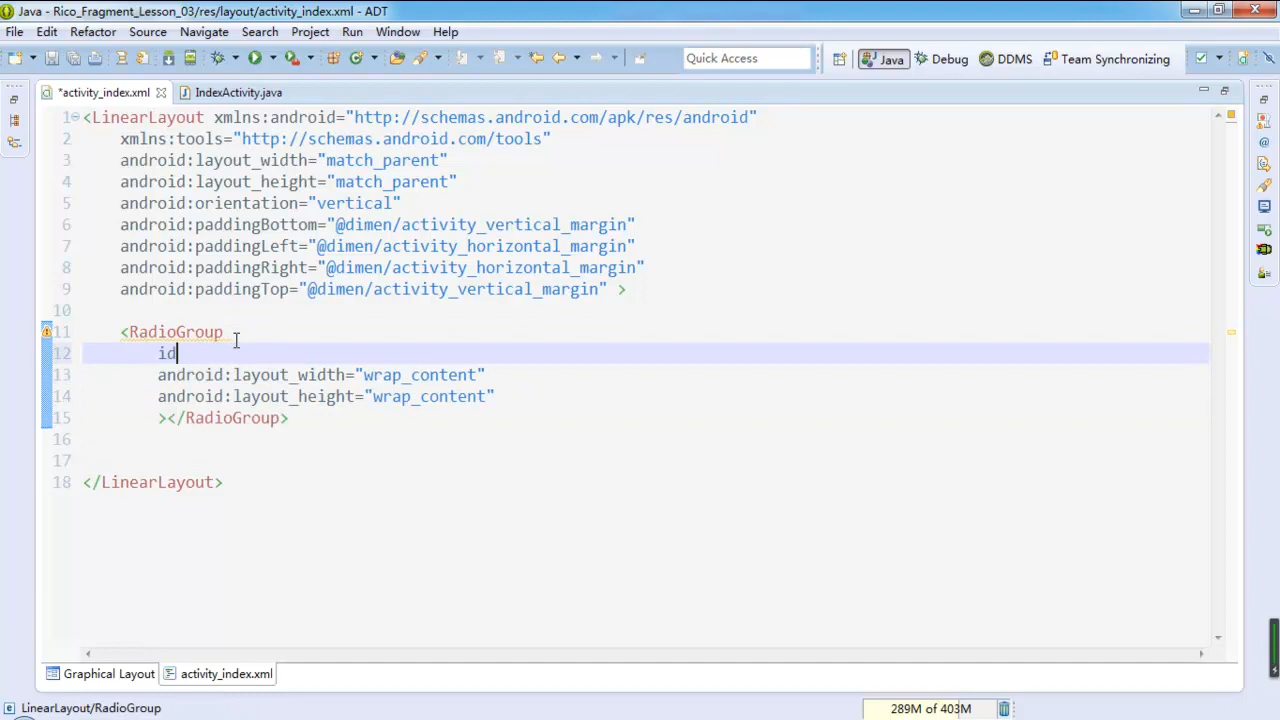 Java - Rico_Fragment_Lesson_03/res/layout/activity_index.xml - ADT
File Edit Refactor Source Navigate Search Project Run Window Help
Quick Access Java Debug DDMS Team Synchronizing
*activity_index.xml IndexActivity.java
1 <LinearLayout xmlns:android="http://schemas.android.com/apk/res/android"
2 xmlns:tools="http://schemas.android.com/tools"
3 android:layout_width="match_parent"
4 android:layout_height="match_parent"
5 android:orientation="vertical"
6 android:paddingBottom="@dimen/activity_vertical_margin"
7 android:paddingLeft="@dimen/activity_horizontal_margin"
8 android:paddingRight="@dimen/activity_horizontal_margin"
9 android:paddingTop="@dimen/activity_vertical_margin" >
10
11 <RadioGroup
12 id
13 android:layout_width="wrap_content"
14 android:layout_height="wrap_content"
15 ></RadioGroup>
16
17
18 </LinearLayout>
Graphical Layout activity_index.xml
LinearLayout/RadioGroup 289M of 403M